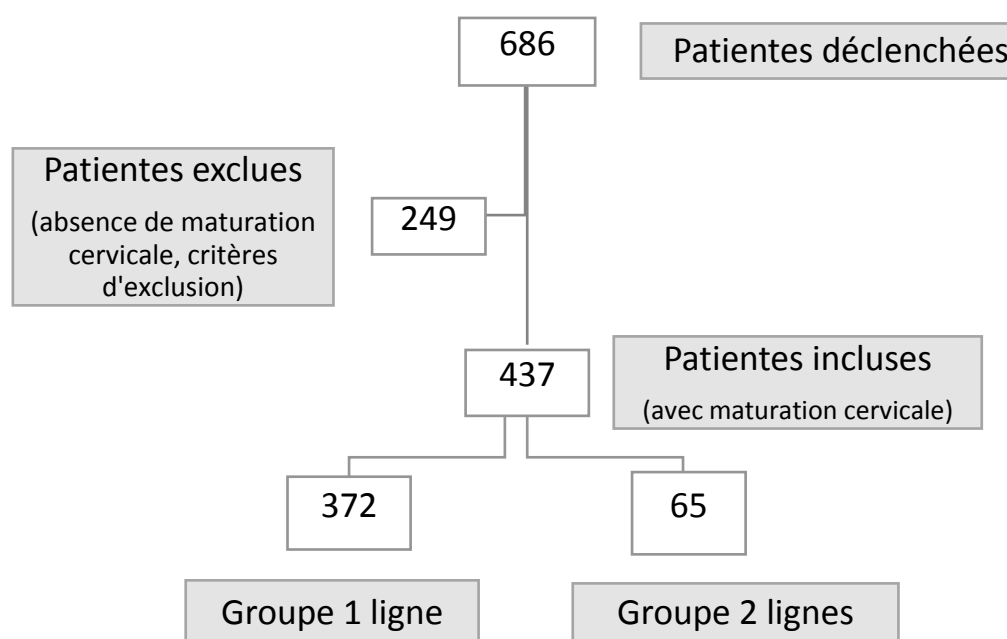 686
Patientes déclenchées
Patientes exclues
(absence de maturation
cervicale, critères
d'exclusion)
249
437
Patientes incluses
(avec maturation cervicale)
372
65
Groupe 1 ligne
Groupe 2 lignes